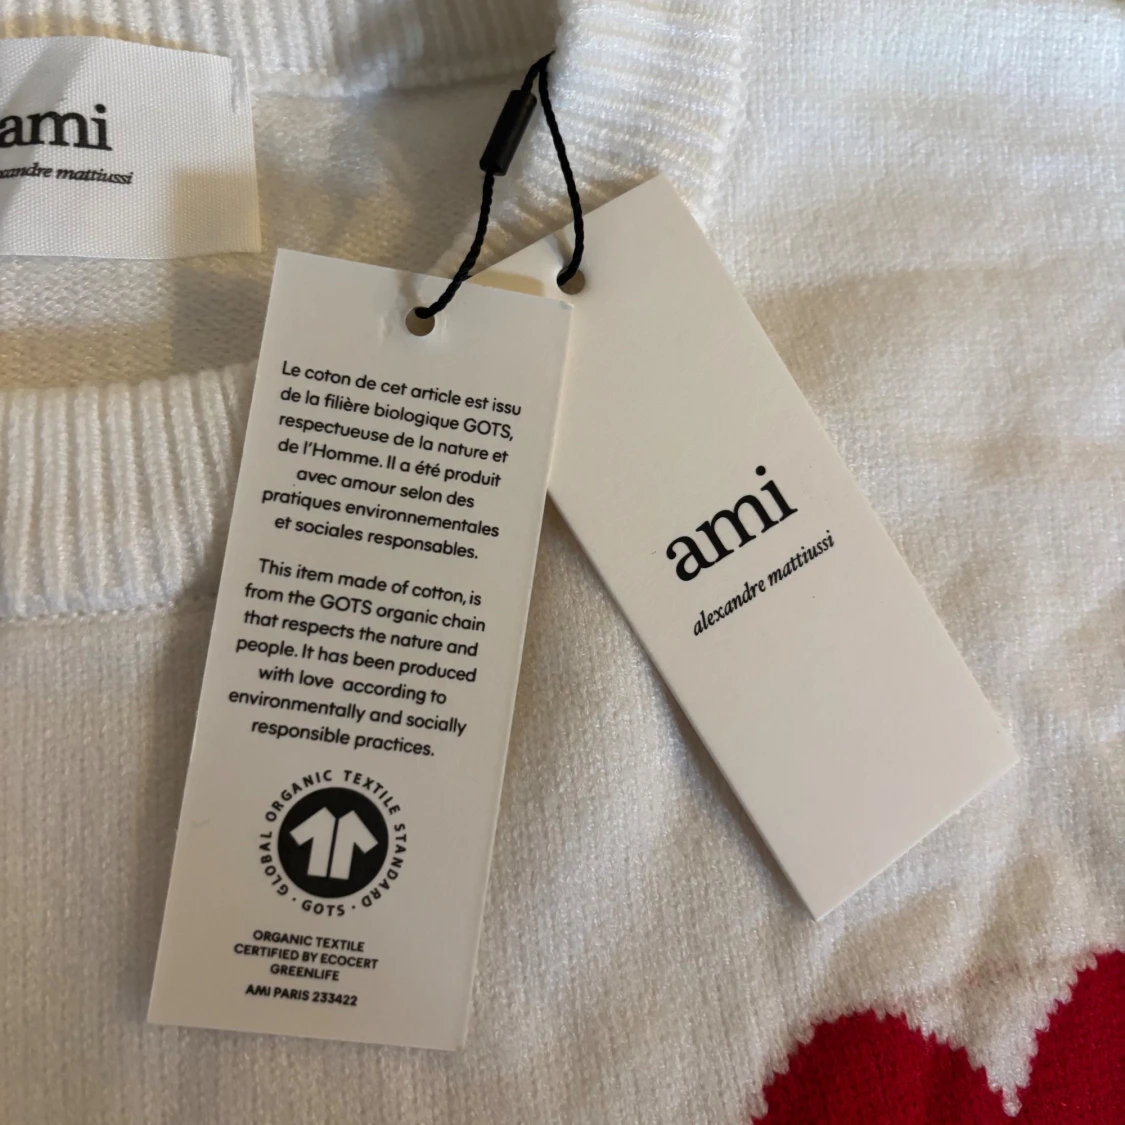 ami
xandre mattiussi
Le coton de cet article est issu
de la filière biologique GOTS,
respectueuse de la nature et
de l'Homme. Il a été produit
avec amour selon des
pratiques environnementales
et sociales responsables.
This item made of cotton, is
from the GOTS organic chain
that respects the nature and
people. It has been produced
with love according to
environmentally and socially
responsible practices.
GLOBAL ORGANIC TEXTILE STANDARD · GOTS ·
ORGANIC TEXTILE
CERTIFIED BY ECOCERT
GREENLIFE
AMI PARIS 233422
ami
alexandre mattiussi